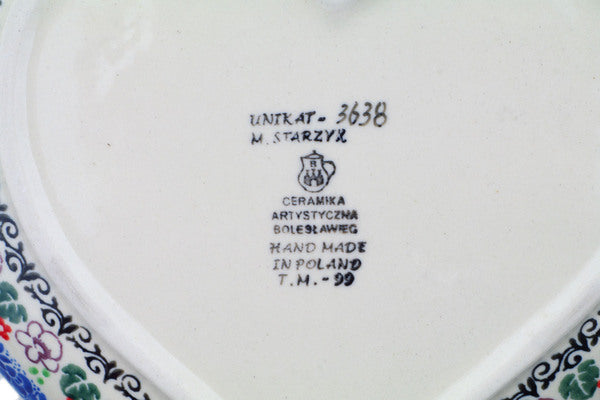 UNIKAT - 3638
M. STARZYK
CERAMIKA
ARTYSTYCZNA
BOLESŁAWIEC
HAND MADE
IN POLAND
T.M. - 99